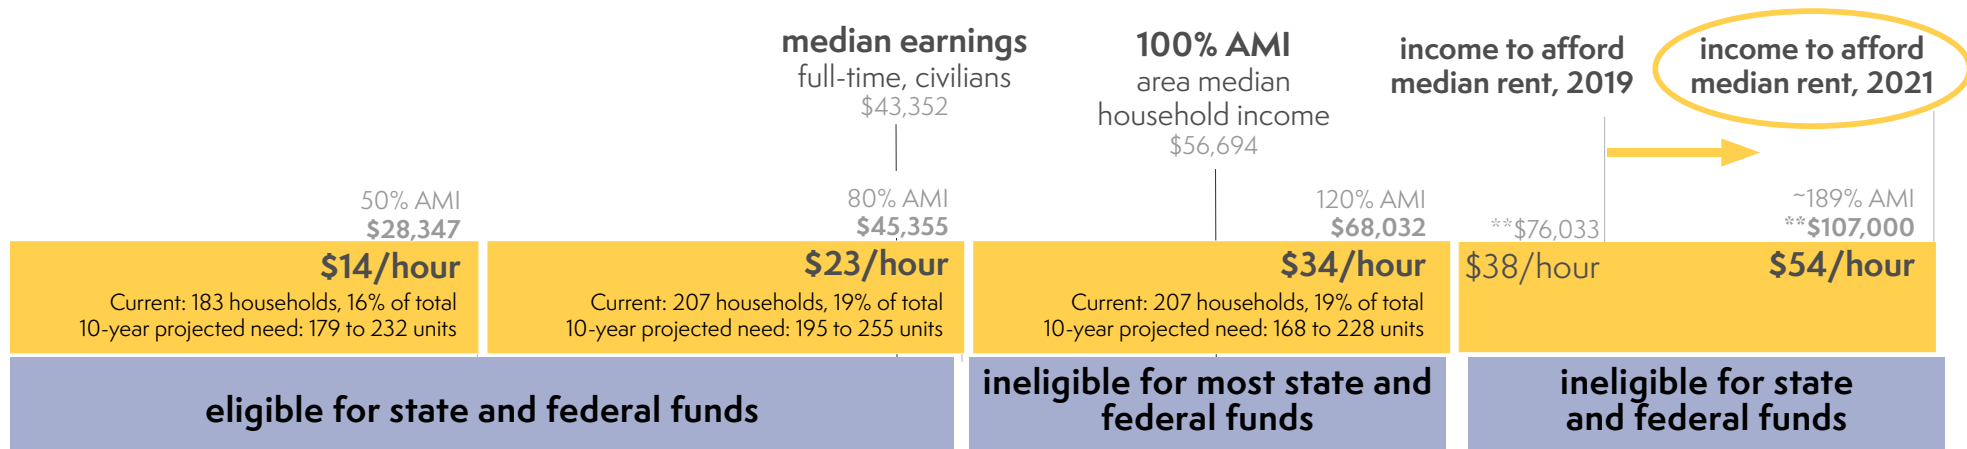 median earnings
full-time, civilians
$43,352
100% AMI
area median
household income
$56,694
income to afford
median rent, 2019
income to afford
median rent, 2021
50% AMI
$28,347
80% AMI
$45,355
120% AMI
$68,032
**$76,033
~189% AMI
**$107,000
$14/hour
Current: 183 households, 16% of total
10-year projected need: 179 to 232 units
$23/hour
Current: 207 households, 19% of total
10-year projected need: 195 to 255 units
$34/hour
Current: 207 households, 19% of total
10-year projected need: 168 to 228 units
$38/hour
$54/hour
eligible for state and federal funds
ineligible for most state and
federal funds
ineligible for state
and federal funds